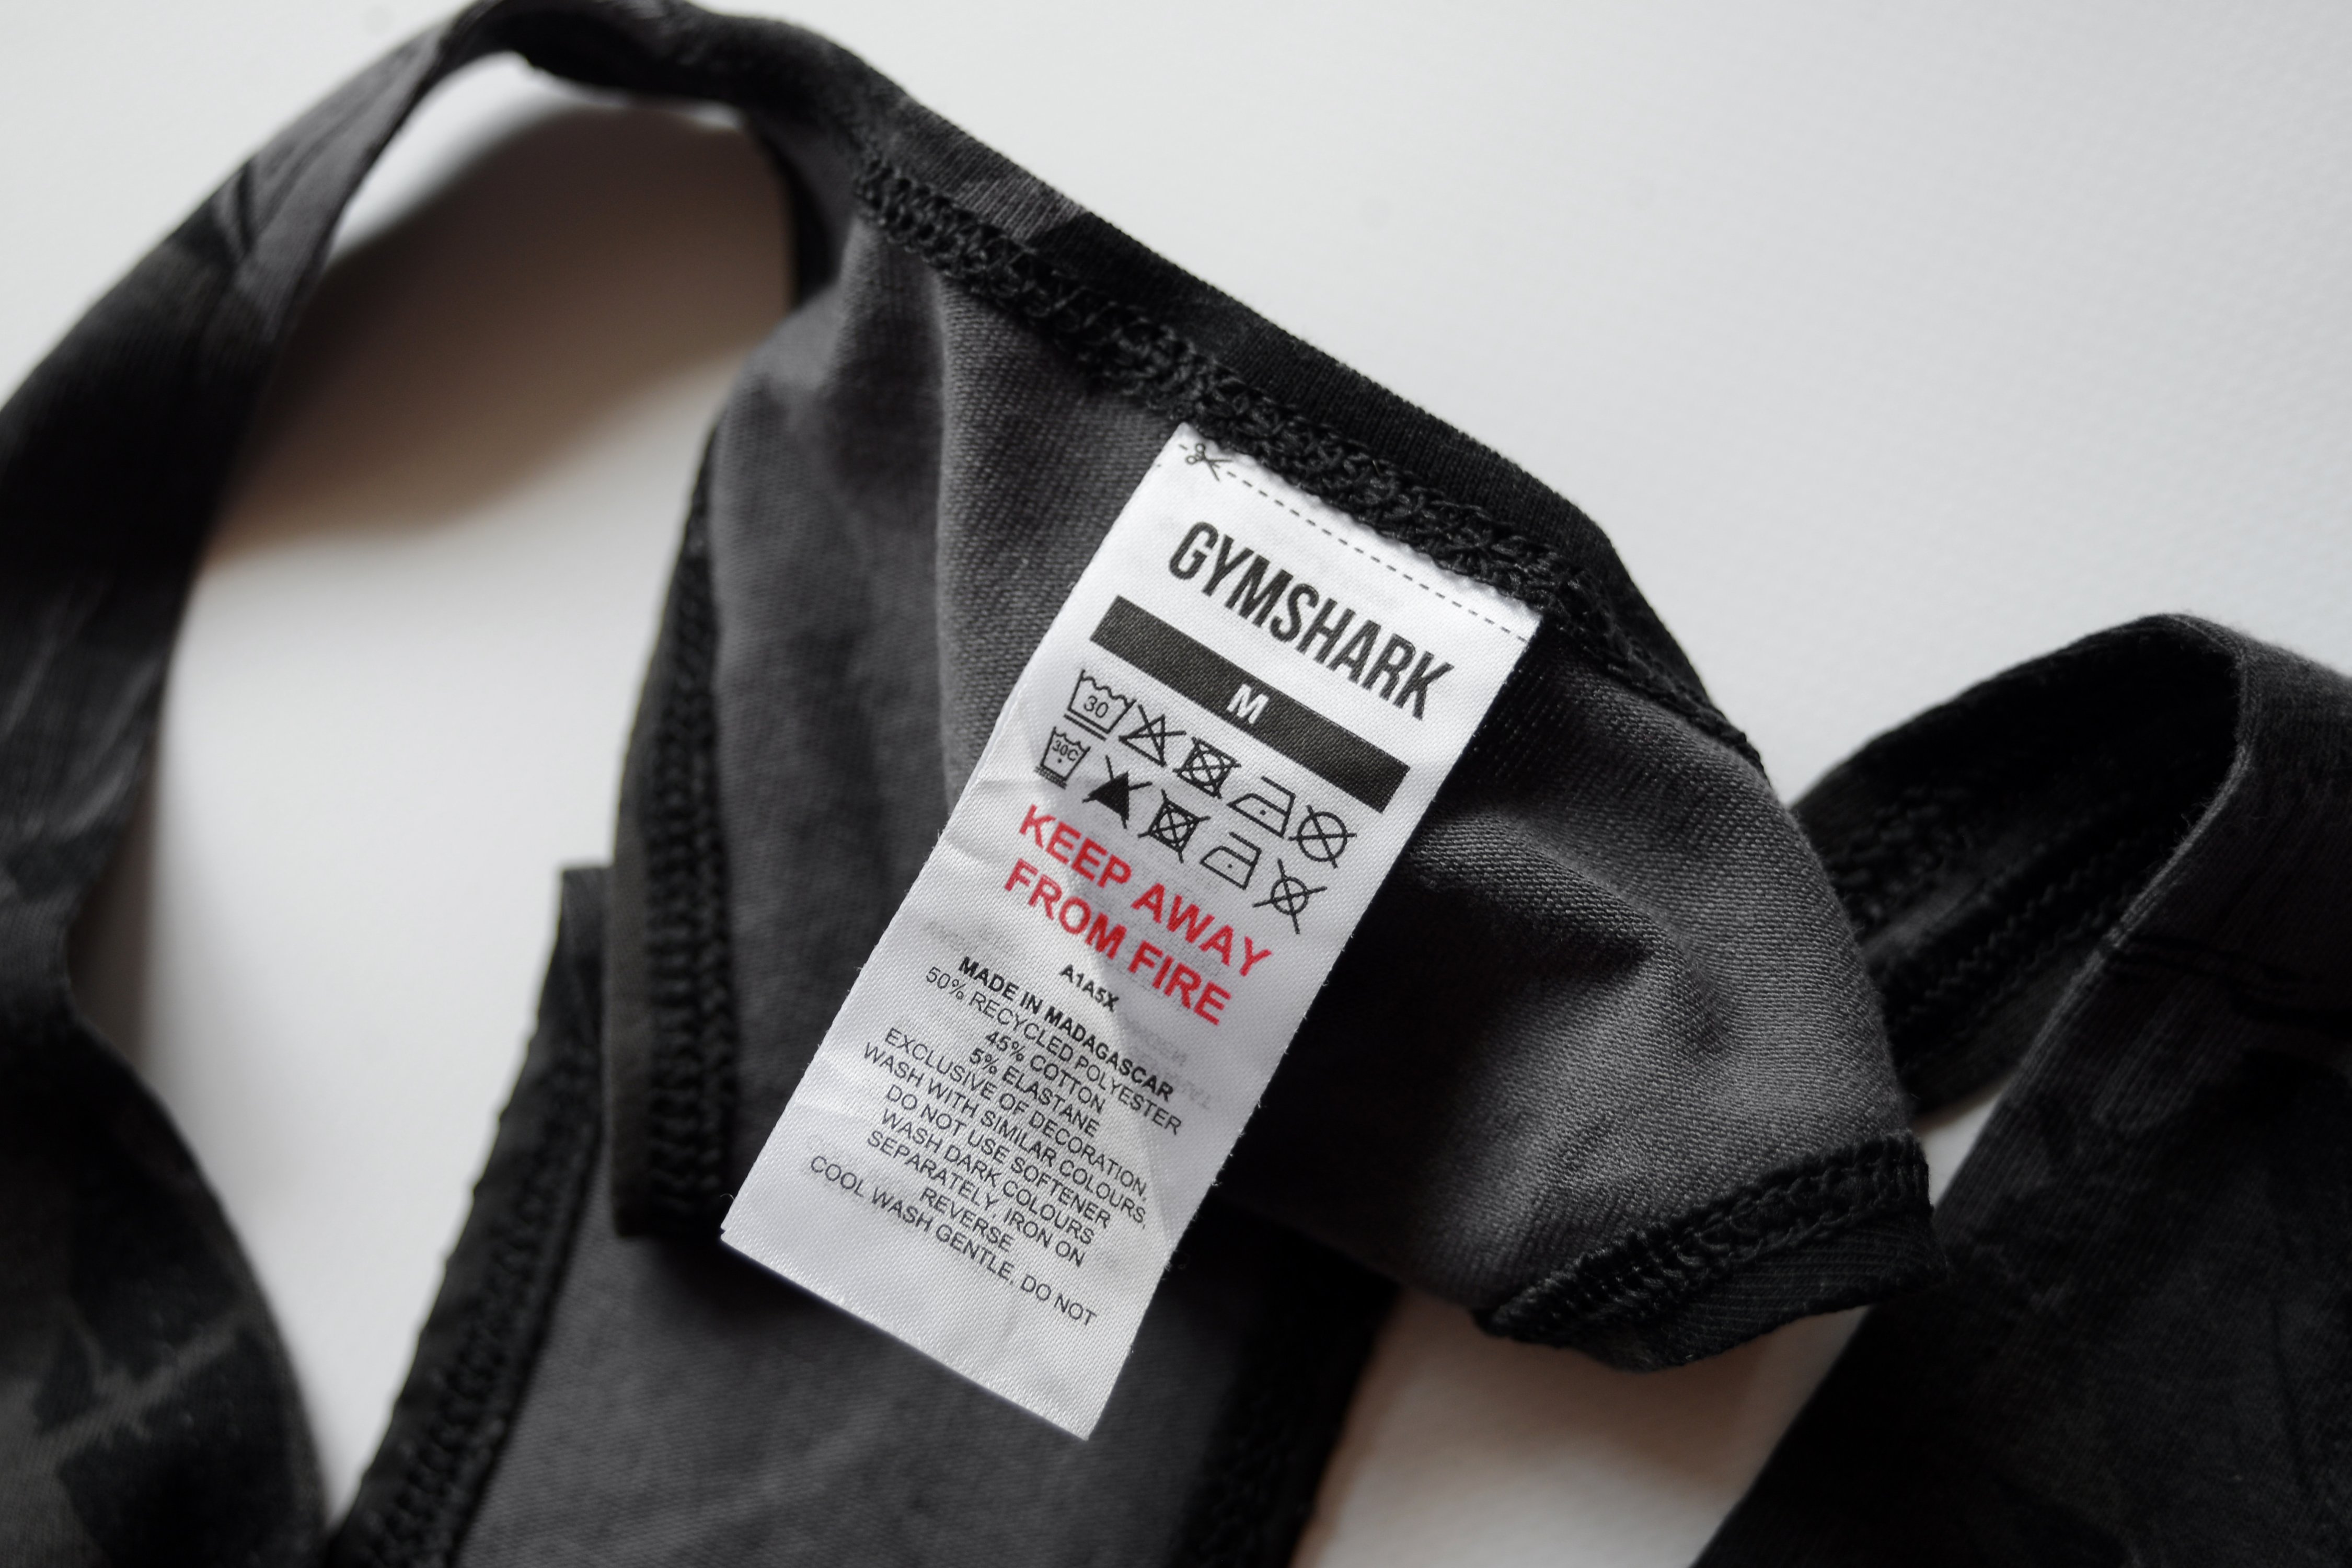 GYMSHARK
M
30
30C
KEEP AWAY
FROM FIRE
A1A5X
MADE IN MADAGASCAR
50% RECYCLED POLYESTER
45% COTTON
5% ELASTANE
EXCLUSIVE OF DECORATION.
WASH WITH SIMILAR COLOURS,
DO NOT USE SOFTENER
WASH DARK COLOURS
SEPARATELY, IRON ON
REVERSE
COOL WASH GENTLE, DO NOT